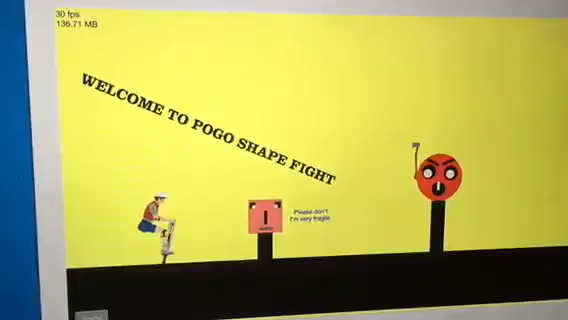 30 fps
136.71 MB
WELCOME TO POGO SHAPE FIGHT
Please don't
I'm very fragile.